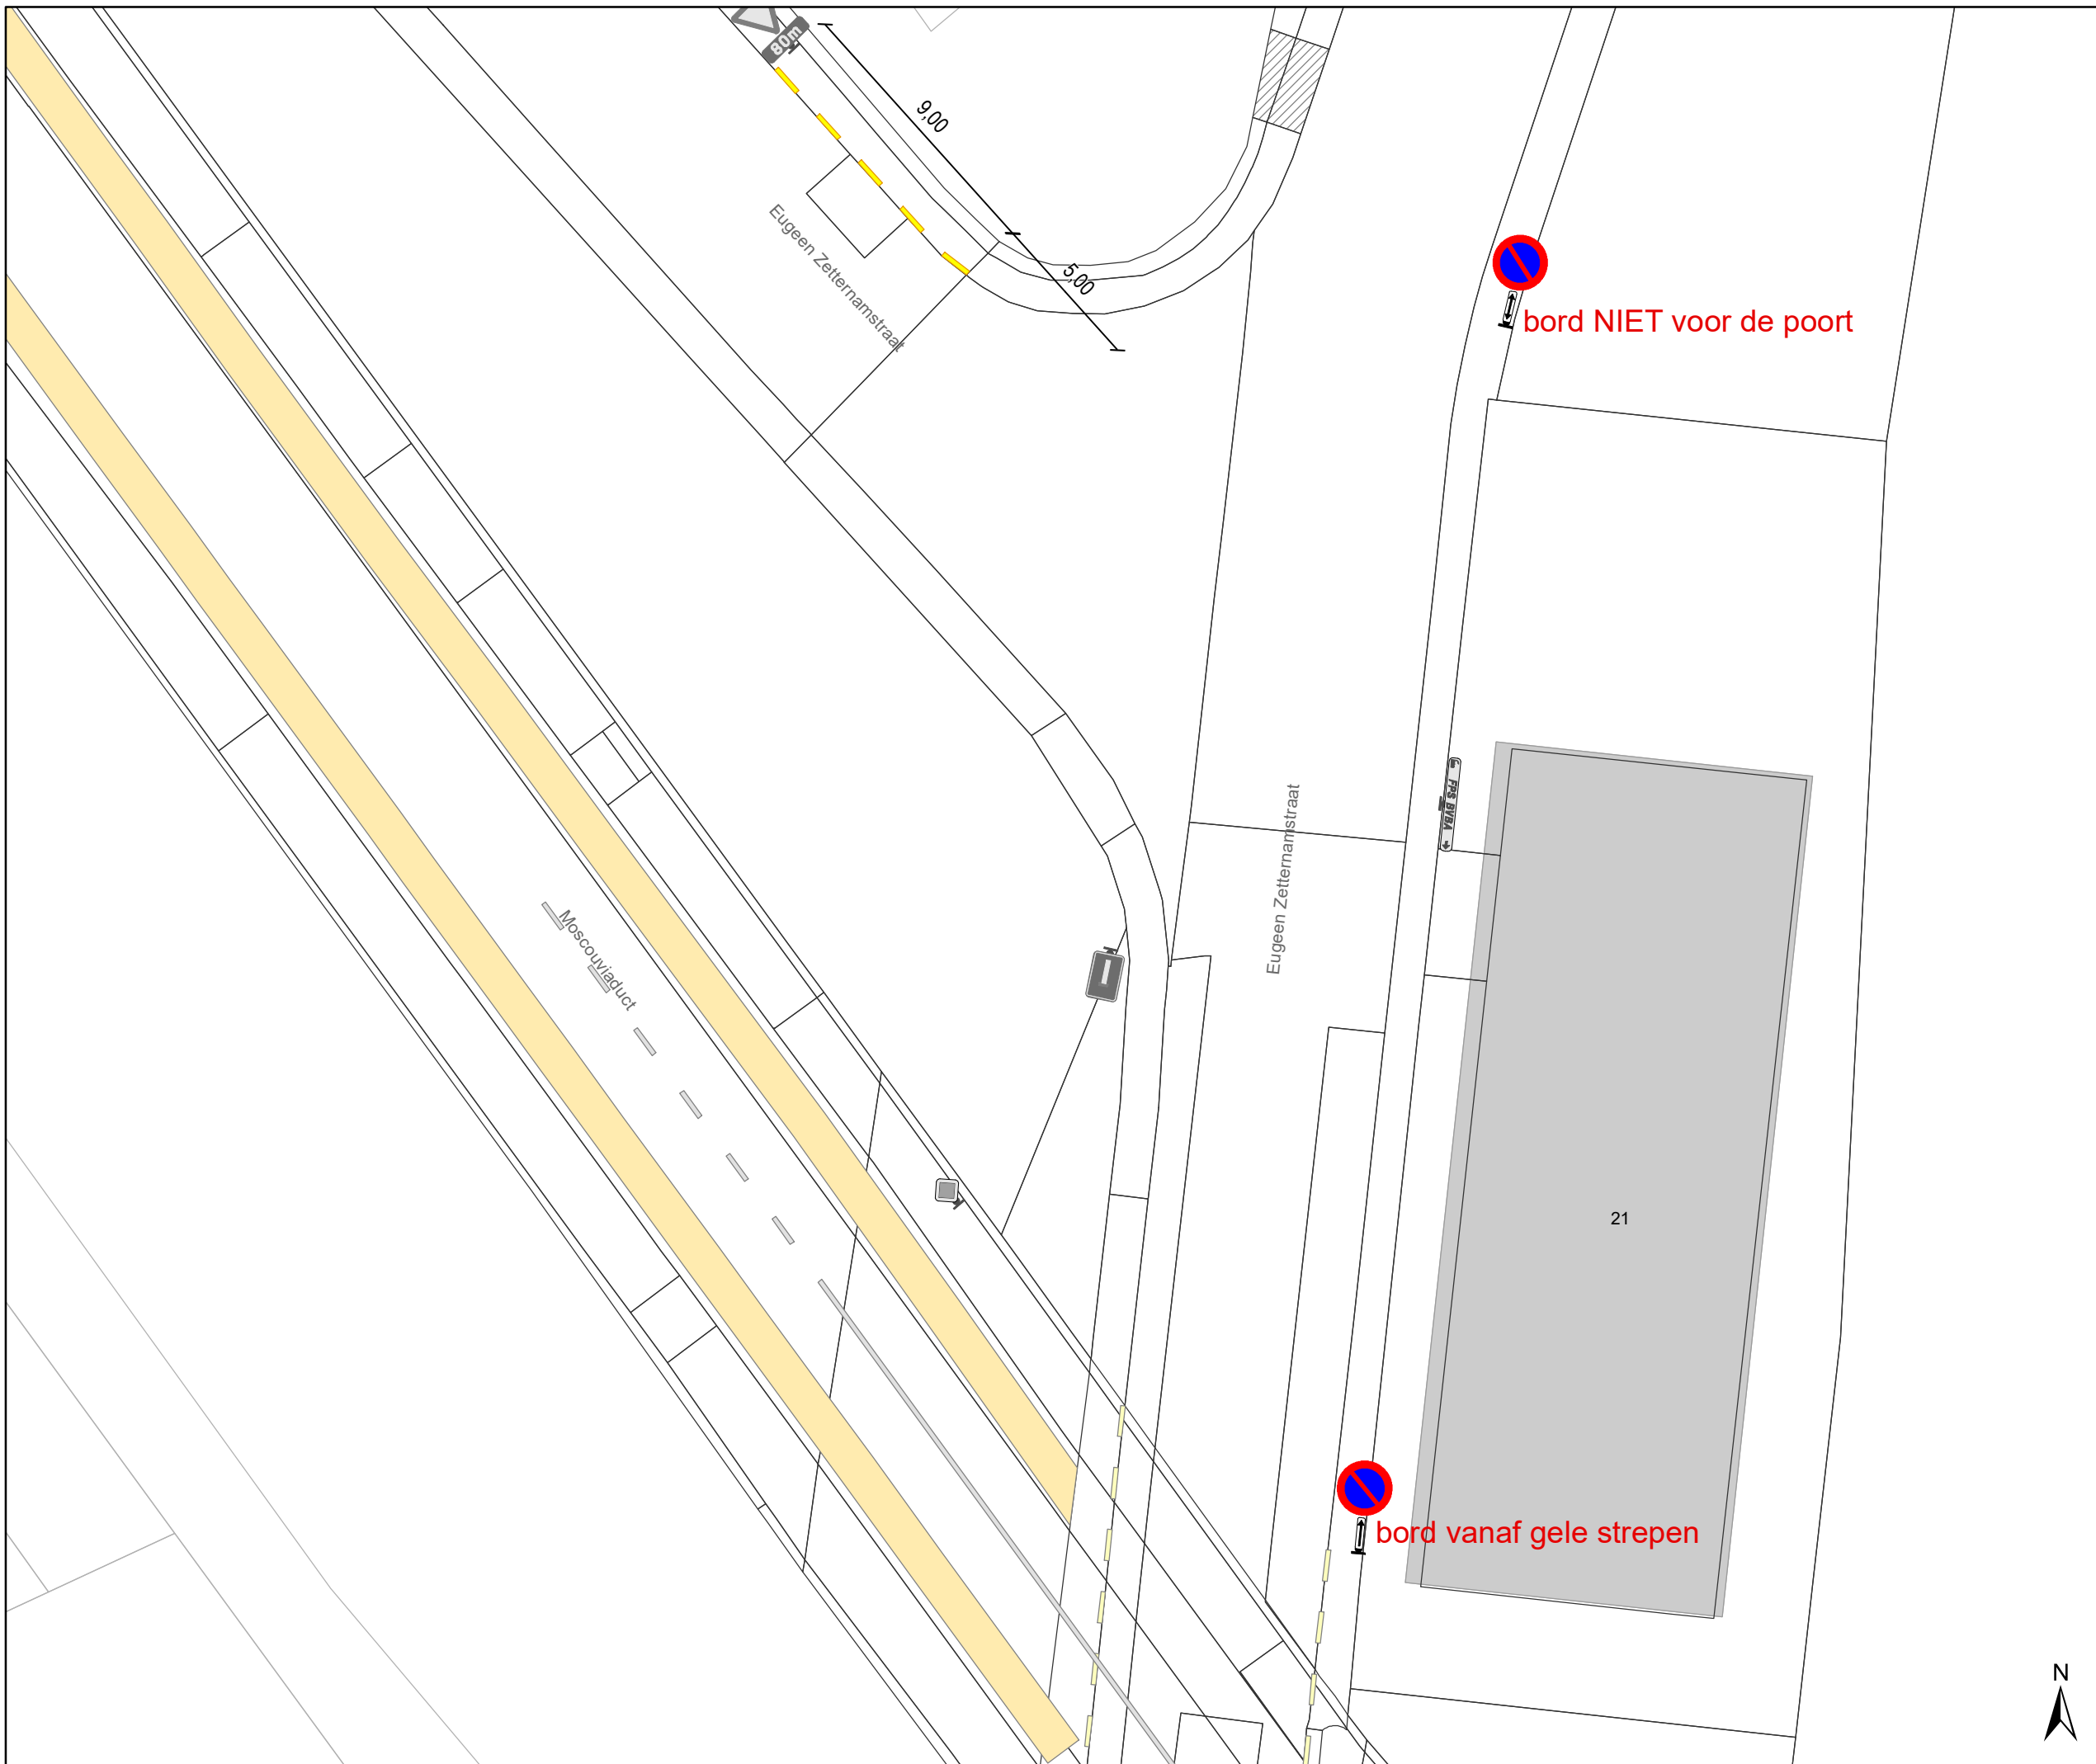 80m
9,00
Eugeen Zetternamstraat
5,00
bord NIET voor de poort
FPS BVBA
Eugeen Zetternamstraat
Moscouviaduct
21
bord vanaf gele strepen
N